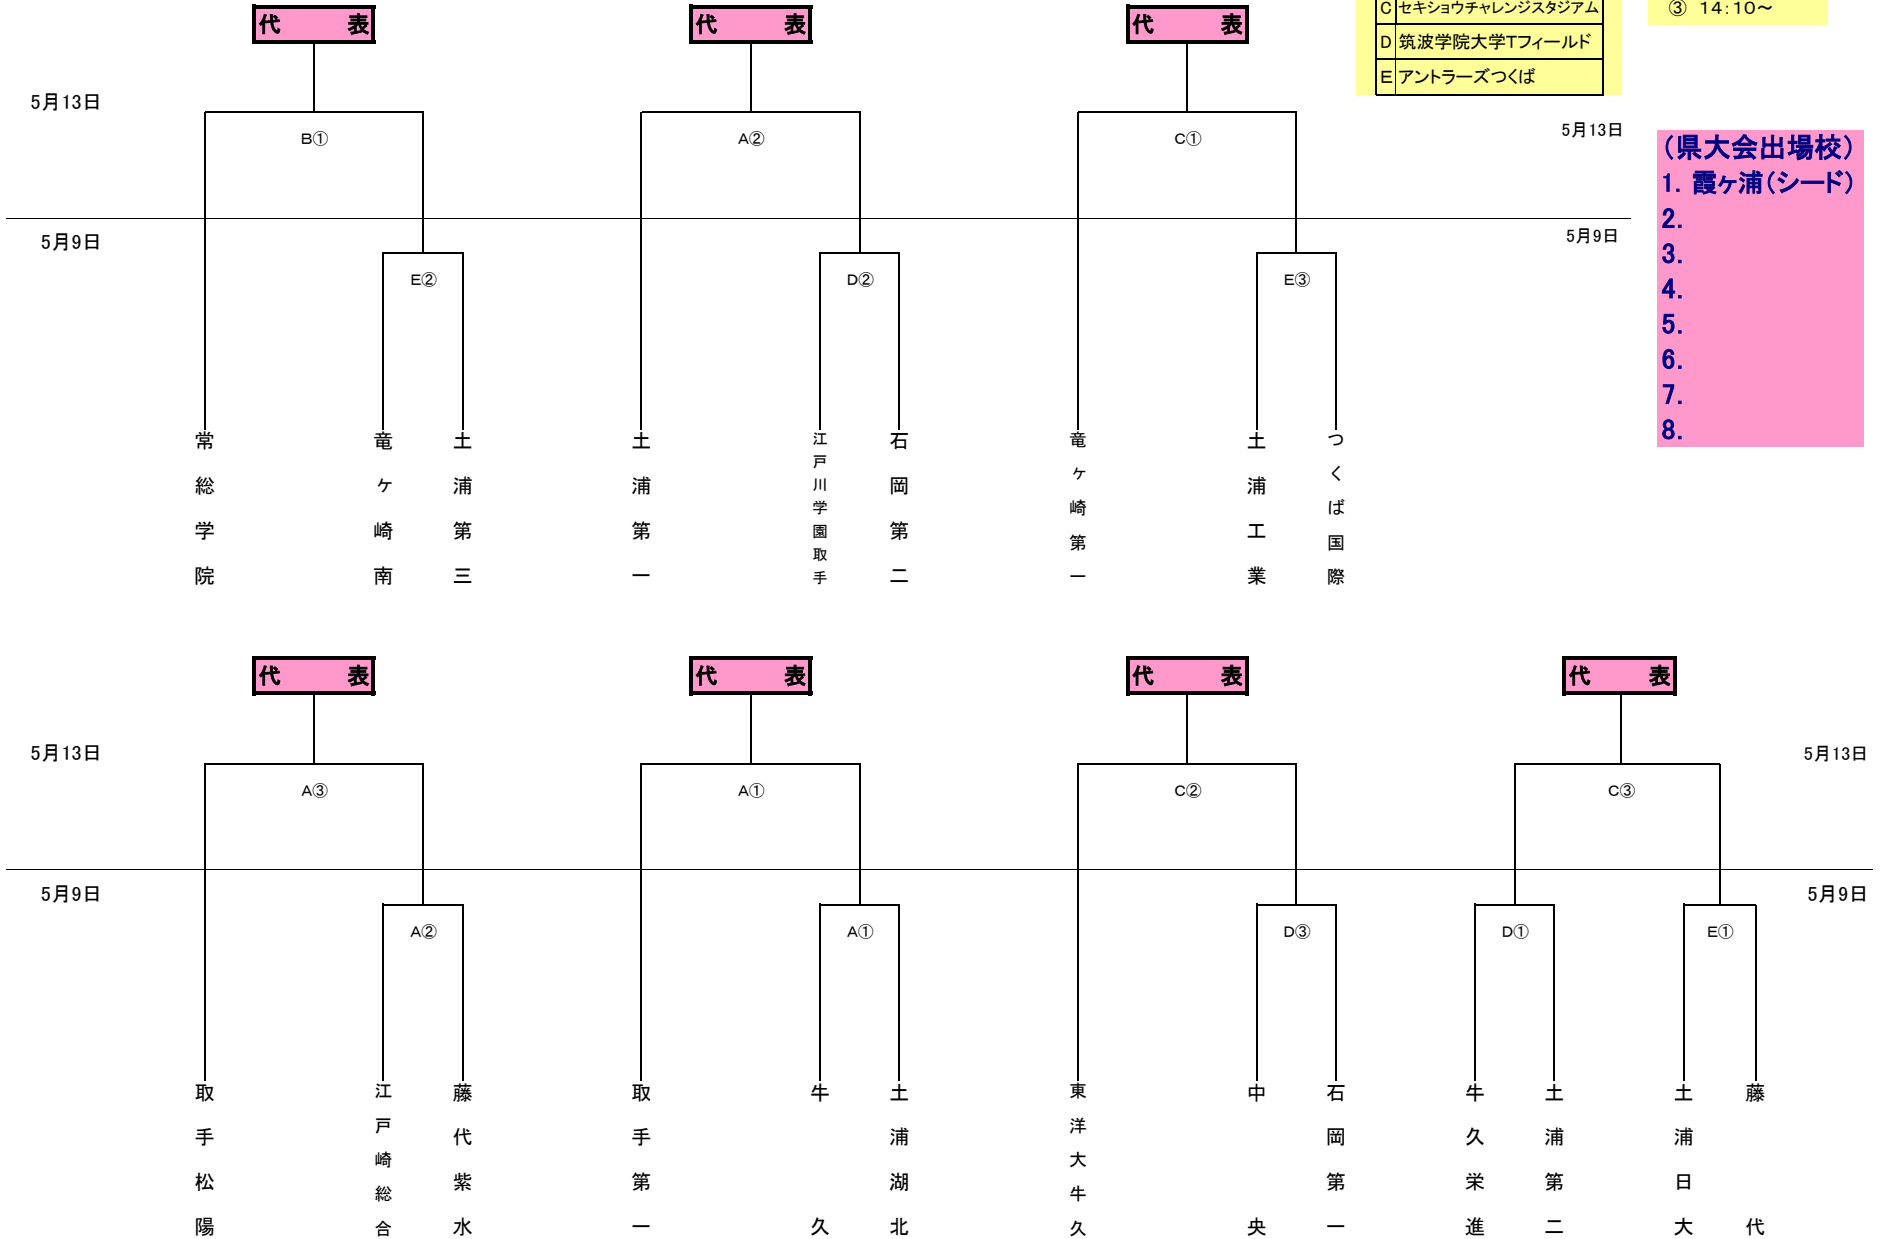 代　表
代　表
代　表
C セキショウチャレンジスタジアム
D 筑波学院大学Tフィールド
E アントラーズつくば
③ 14:10～
5月13日
B①
A②
C①
5月13日
（県大会出場校）
1. 霞ヶ浦（シード）
2.
3.
4.
5.
6.
7.
8.
5月9日
E②
D②
E③
5月9日
常総学院
竜ヶ崎南
土浦第三
土浦第一
江戸川学園取手
石岡第二
竜ヶ崎第一
土浦工業
つくば国際
代　表
代　表
代　表
代　表
5月13日
A③
A①
C②
C③
5月13日
5月9日
A②
A①
D③
D①
E①
5月9日
取手松陽
江戸崎総合
藤代紫水
取手第一
牛久
土浦湖北
東洋大牛久
中央
石岡第一
牛久栄進
土浦第二
土浦日大
藤代